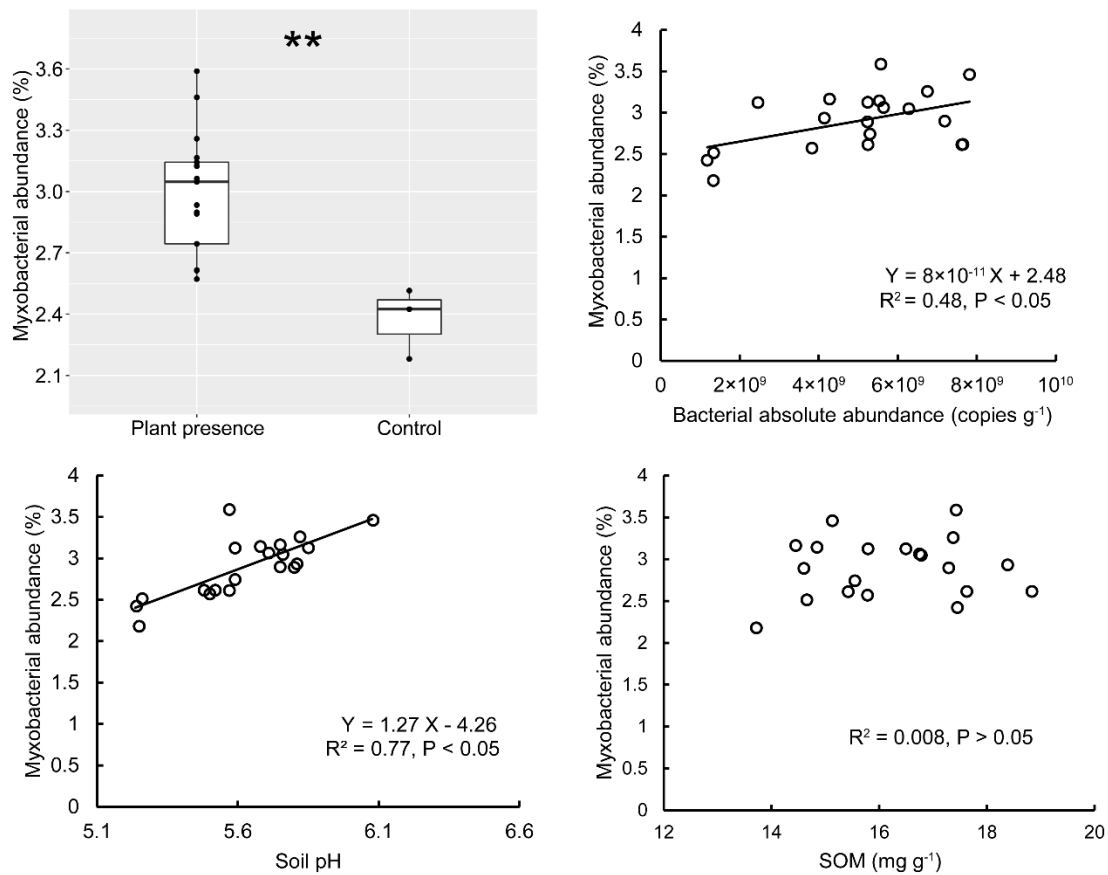 **
Myxobacterial abundance (%)
3.6
3.3
3.0
2.7
2.4
2.1
Plant presence
Control
Myxobacterial abundance (%)
4
3.5
3
2.5
2
1.5
1
0.5
0
Y = 8×10⁻¹¹ X + 2.48
R² = 0.48, P < 0.05
0 2×10⁹ 4×10⁹ 6×10⁹ 8×10⁹ 10¹⁰
Bacterial absolute abundance (copies g⁻¹)
Myxobacterial abundance (%)
4
3.5
3
2.5
2
1.5
1
0.5
0
Y = 1.27 X - 4.26
R² = 0.77, P < 0.05
5.1 5.6 6.1 6.6
Soil pH
Myxobacterial abundance (%)
4
3.5
3
2.5
2
1.5
1
0.5
0
R² = 0.008, P > 0.05
12 14 16 18 20
SOM (mg g⁻¹)